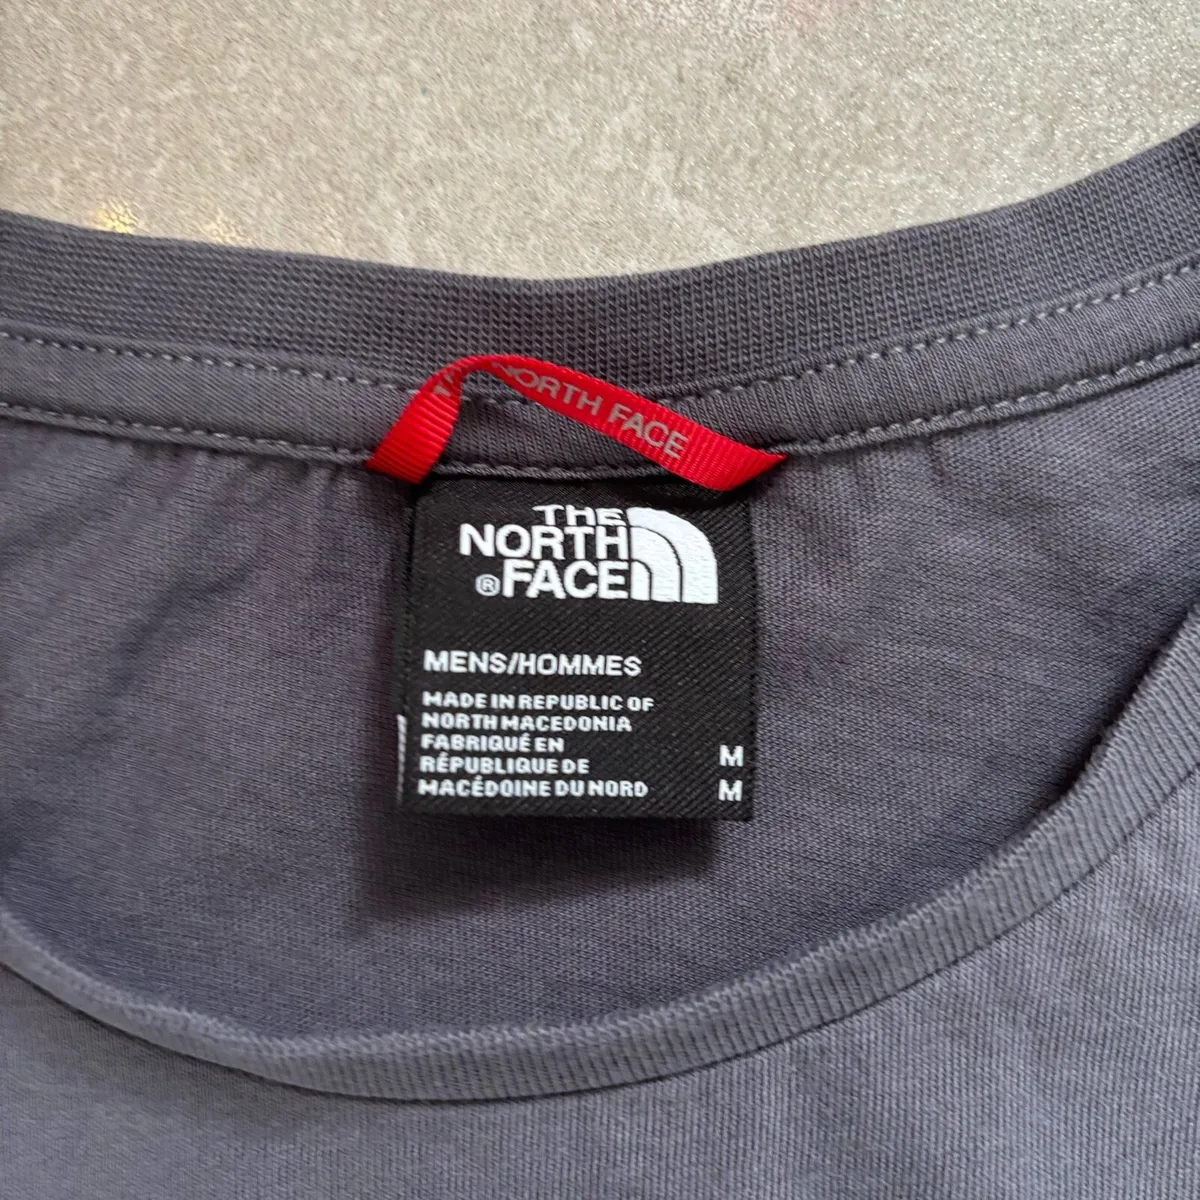 THE NORTH FACE
THE
NORTH
® FACE
MENS/HOMMES
MADE IN REPUBLIC OF
NORTH MACEDONIA
FABRIQUÉ EN
RÉPUBLIQUE DE
MACÉDOINE DU NORD
M
M